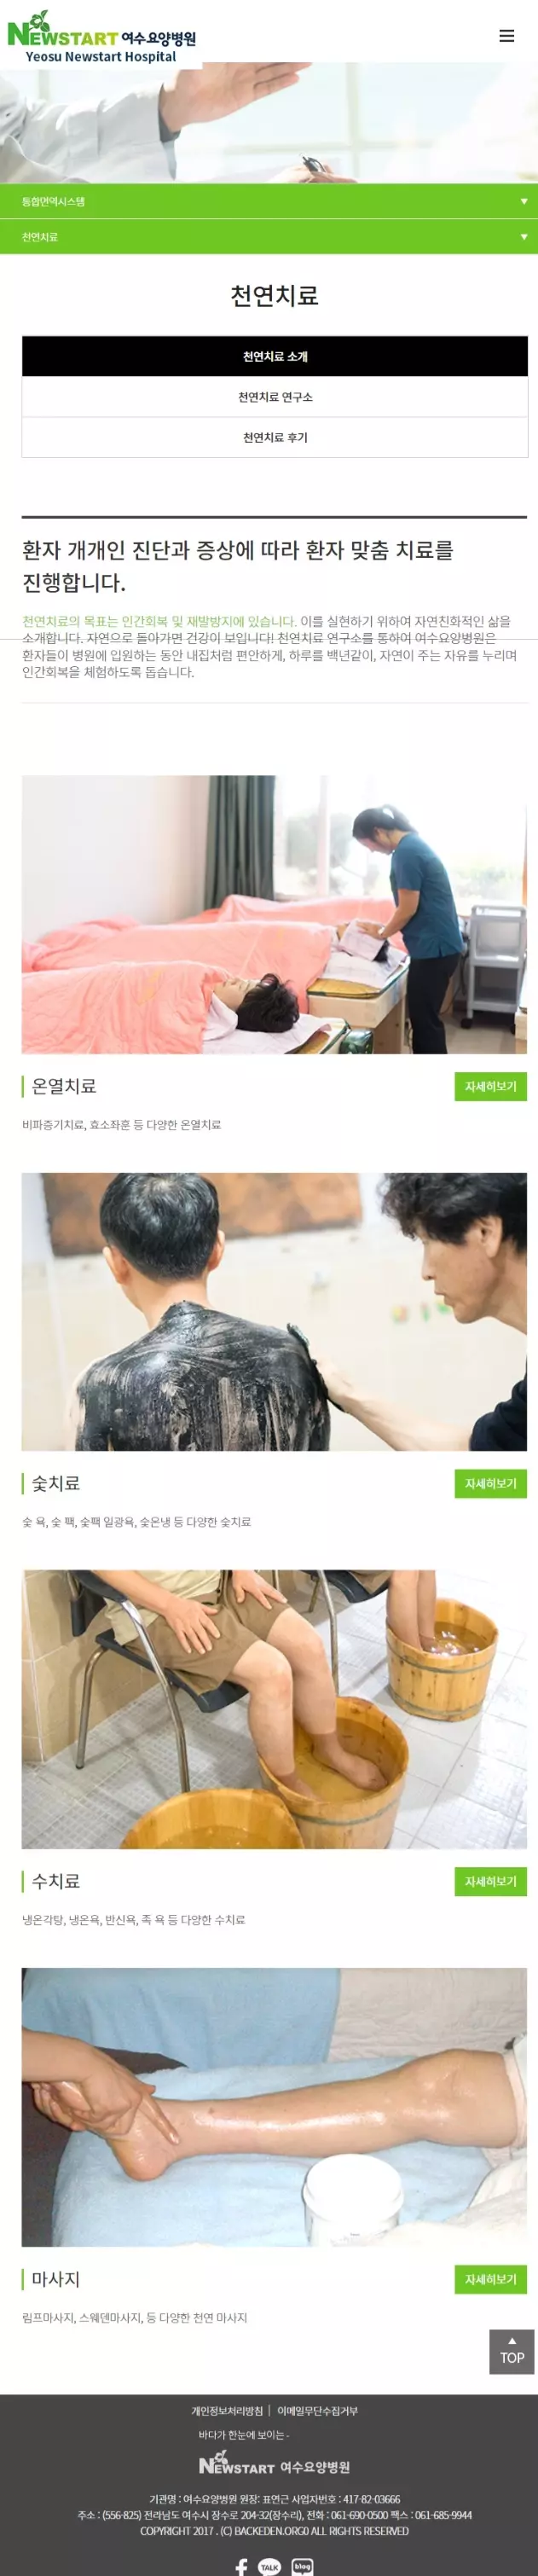 NEWSTART 여수요양병원
Yeosu Newstart Hospital
통합면역시스템
천연치료
천연치료
천연치료 소개
천연치료 연구소
천연치료 후기
환자 개개인 진단과 증상에 따라 환자 맞춤 치료를
진행합니다.
천연치료의 목표는 인간회복 및 재발방지에 있습니다. 이를 실현하기 위하여 자연친화적인 삶을
소개합니다. 자연으로 돌아가면 건강이 보입니다! 천연치료 연구소를 통하여 여수요양병원은
환자들이 병원에 입원하는 동안 내집처럼 편안하게, 하루를 백년같이, 자연이 주는 자유를 누리며
인간회복을 체험하도록 돕습니다.
온열치료
자세히보기
비파증기치료, 효소좌훈 등 다양한 온열치료
숯치료
자세히보기
숯 욕, 숯 팩, 숯팩 일광욕, 숯온냉 등 다양한 숯치료
수치료
자세히보기
냉온각탕, 냉온욕, 반신욕, 족 욕 등 다양한 수치료
마사지
자세히보기
림프마사지, 스웨덴마사지, 등 다양한 천연 마사지
TOP
개인정보처리방침 | 이메일무단수집거부
바다가 한눈에 보이는 -
NEWSTART 여수요양병원
기관명 : 여수요양병원 원장: 표연근 사업자번호 : 417-82-03666
주소 : (556-825) 전라남도 여수시 장수로 204-32(장수리), 전화 : 061-690-0500 팩스 : 061-685-9944
COPYRIGHT 2017 . (C) BACKEDEN.ORG0 ALL RIGHTS RESERVED
f TALK blog